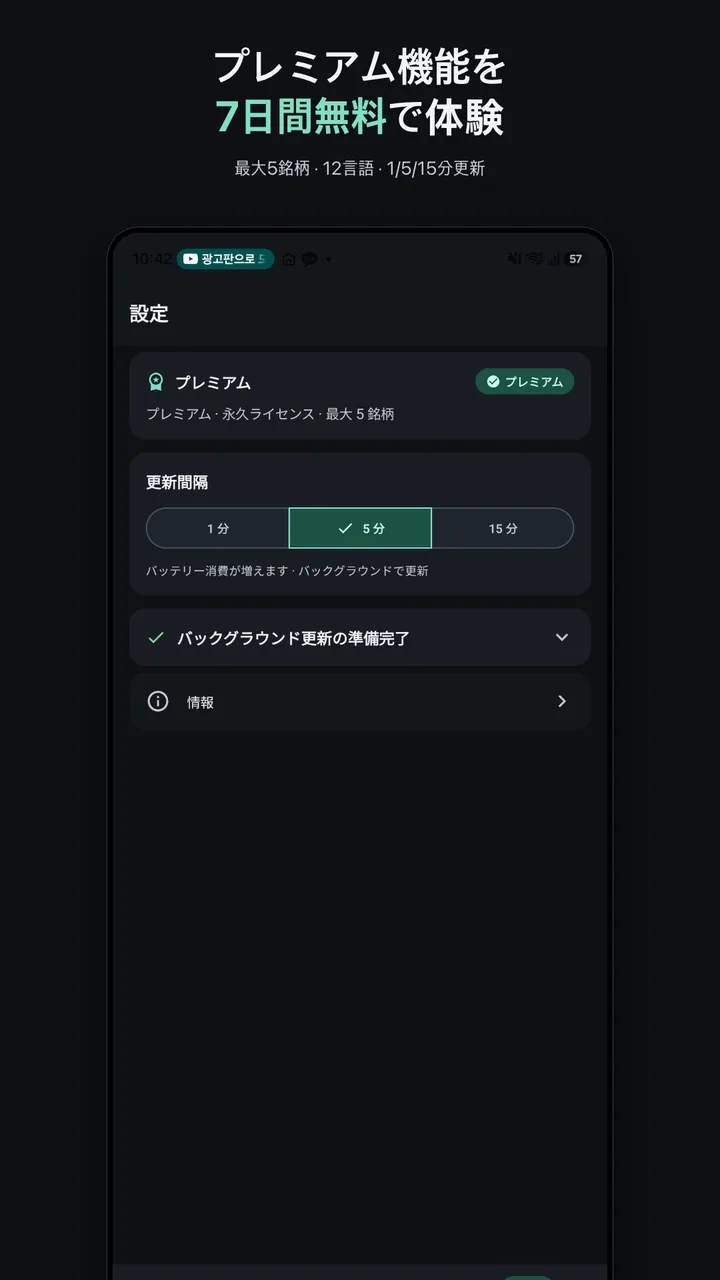 プレミアム機能を
7日間無料で体験
最大5銘柄 · 12言語 · 1/5/15分更新
10:42 광고판으로 57
設定
プレミアム プレミアム
プレミアム · 永久ライセンス · 最大 5 銘柄
更新間隔
1 分 5 分 15 分
バッテリー消費が増えます · バックグラウンドで更新
バックグラウンド更新の準備完了
情報